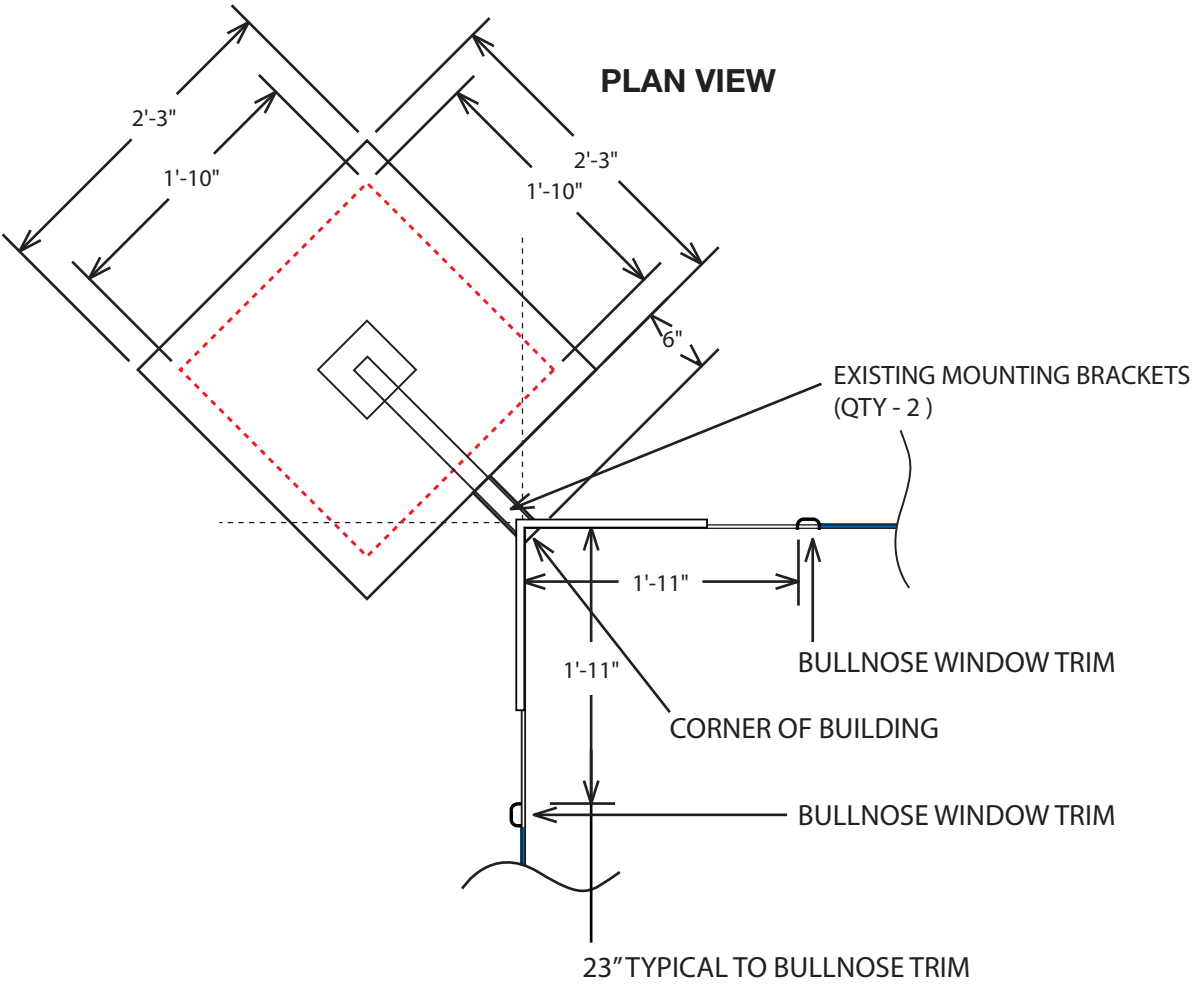 PLAN VIEW
2'-3"
2'-3"
1'-10"
1'-10"
6"
EXISTING MOUNTING BRACKETS
(QTY - 2 )
1'-11"
BULLNOSE WINDOW TRIM
1'-11"
CORNER OF BUILDING
BULLNOSE WINDOW TRIM
23" TYPICAL TO BULLNOSE TRIM